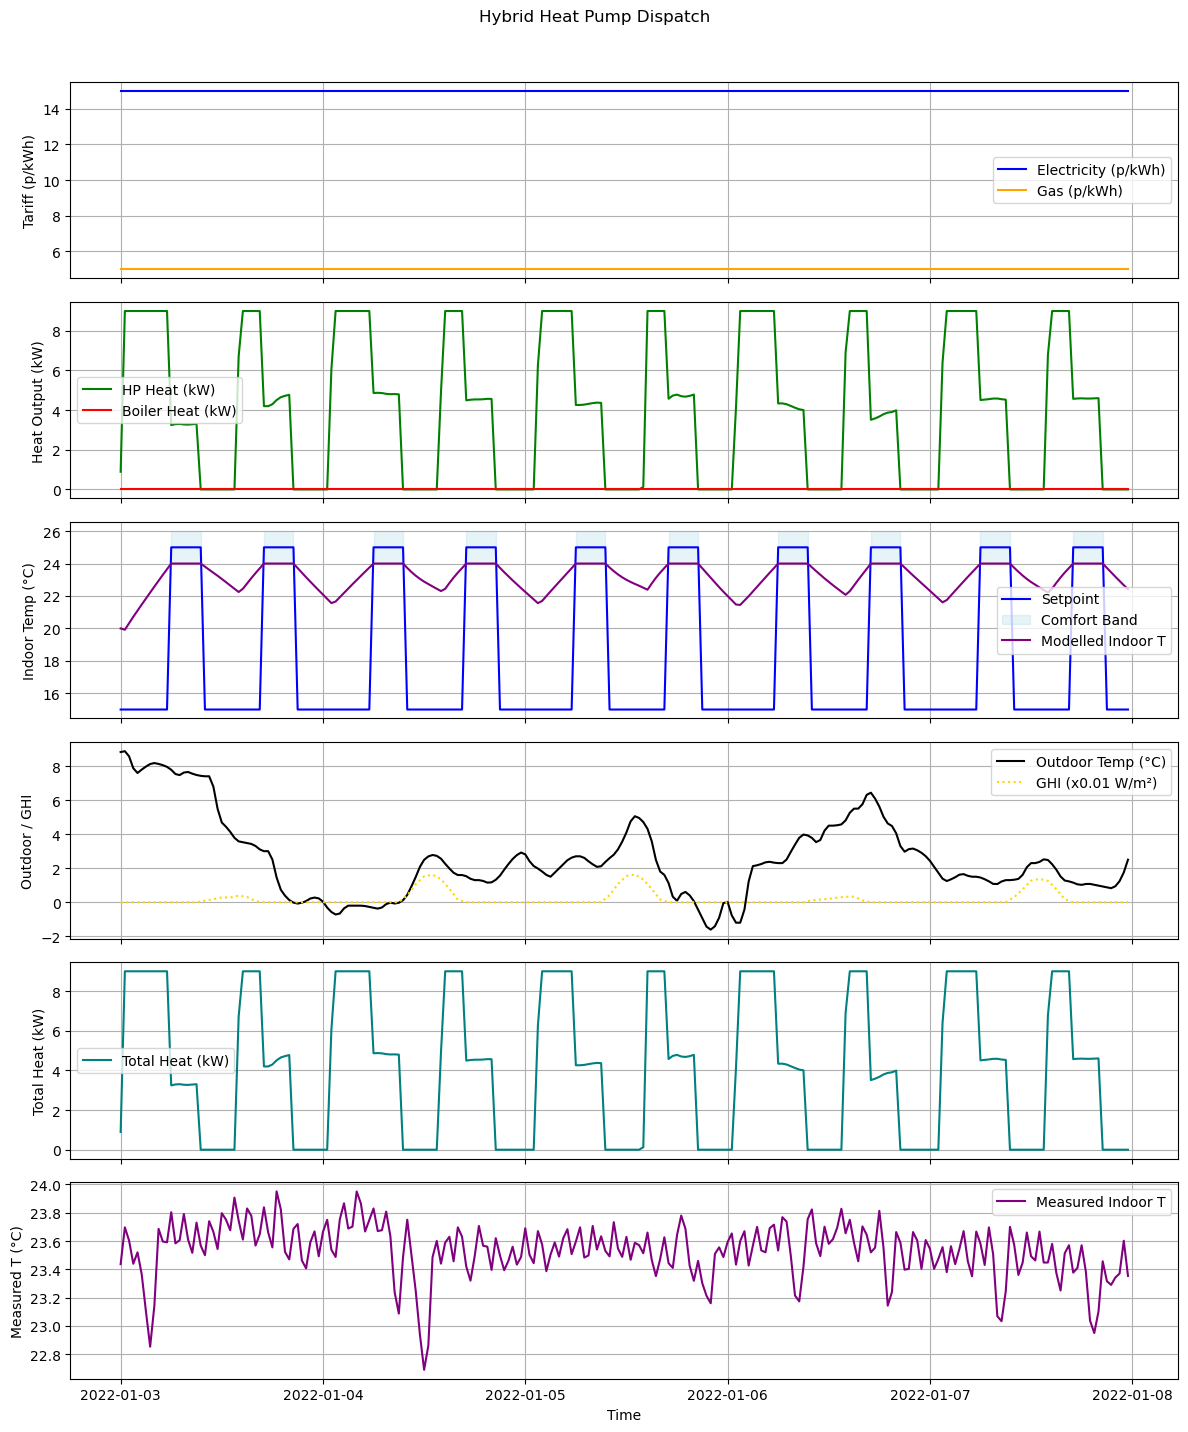 Hybrid Heat Pump Dispatch
Tariff (p/kWh)
14
12
10
8
6
Electricity (p/kWh)
Gas (p/kWh)
Heat Output (kW)
8
6
4
2
0
HP Heat (kW)
Boiler Heat (kW)
Indoor Temp (°C)
26
24
22
20
18
16
Setpoint
Comfort Band
Modelled Indoor T
Outdoor / GHI
8
6
4
2
0
−2
Outdoor Temp (°C)
GHI (x0.01 W/m²)
Total Heat (kW)
8
6
4
2
0
Total Heat (kW)
Measured T (°C)
24.0
23.8
23.6
23.4
23.2
23.0
22.8
Measured Indoor T
2022-01-03
2022-01-04
2022-01-05
2022-01-06
2022-01-07
2022-01-08
Time